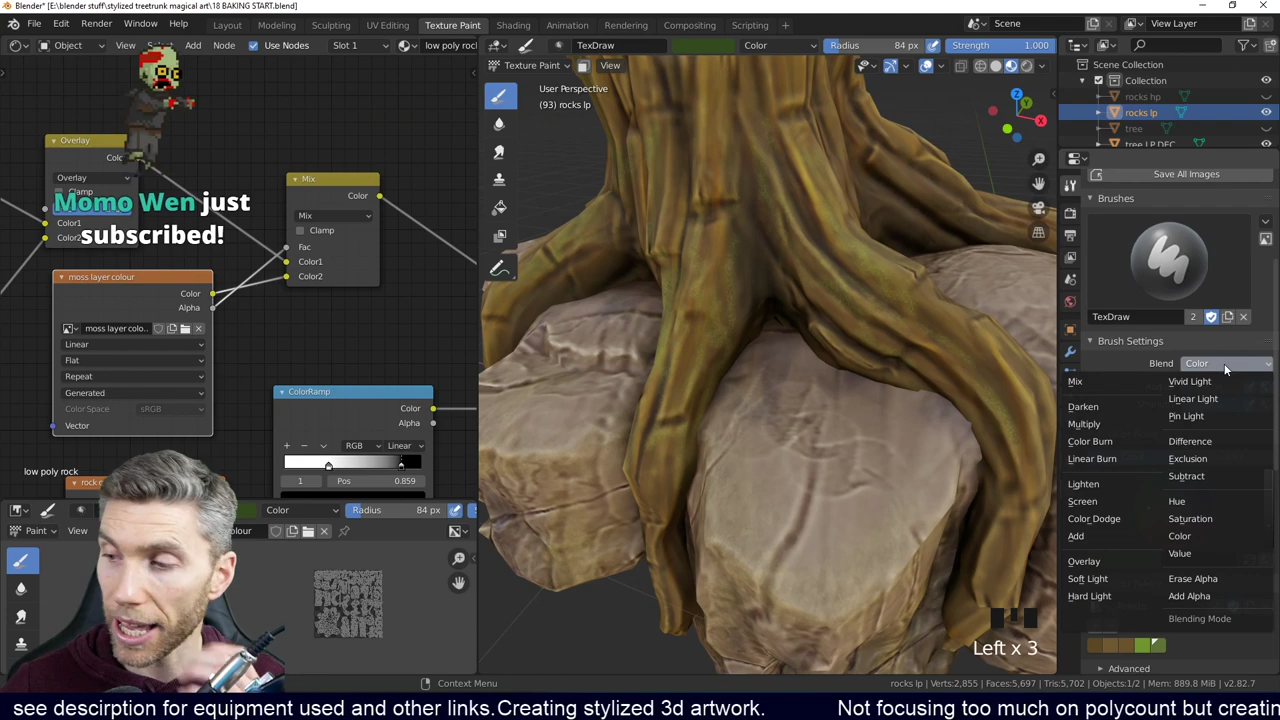 Blender* [E:\blender stuff\stylized treetrunk magical art\18 BAKING START.blend]
File Edit Render Window Help
Layout Modeling Sculpting UV Editing Texture Paint Shading Animation Rendering Compositing Scripting
Scene
View Layer
Object View Add Node Use Nodes Slot 1 low poly rock
TexDraw Color Radius 84 px Strength 1.000
Texture Paint View
User Perspective
(93) rocks lp
Scene Collection
Collection
rocks hp
rocks lp
tree
tree LP DEC
Save All Images
Brushes
TexDraw 2
Brush Settings
Blend Color
Mix
Darken
Multiply
Color Burn
Linear Burn
Lighten
Screen
Color Dodge
Add
Overlay
Soft Light
Hard Light
Vivid Light
Linear Light
Pin Light
Difference
Exclusion
Subtract
Hue
Saturation
Color
Value
Erase Alpha
Add Alpha
Blending Mode
Advanced
Overlay
Overlay
Clamp
Color1
Momo Wen just
subscribed!
Mix
Color
Mix
Clamp
Fac
Color1
Color2
moss layer colour
Color
Alpha
moss layer colo..
Linear
Flat
Repeat
Generated
Color Space sRGB
Vector
ColorRamp
Color
Alpha
RGB Linear
1 Pos 0.859
low poly rock
Color Radius 84 px
Paint View
X
Y
Z
Left x 3
Context Menu
rocks lp | Verts:2,855 | Faces:5,697 | Tris:5,702 | Objects:1/2 | Mem: 889.8 MiB | v2.82.7
see descirption for equipment used and other links.Creating stylized 3d artwork. Not focusing too much on polycount but creatin